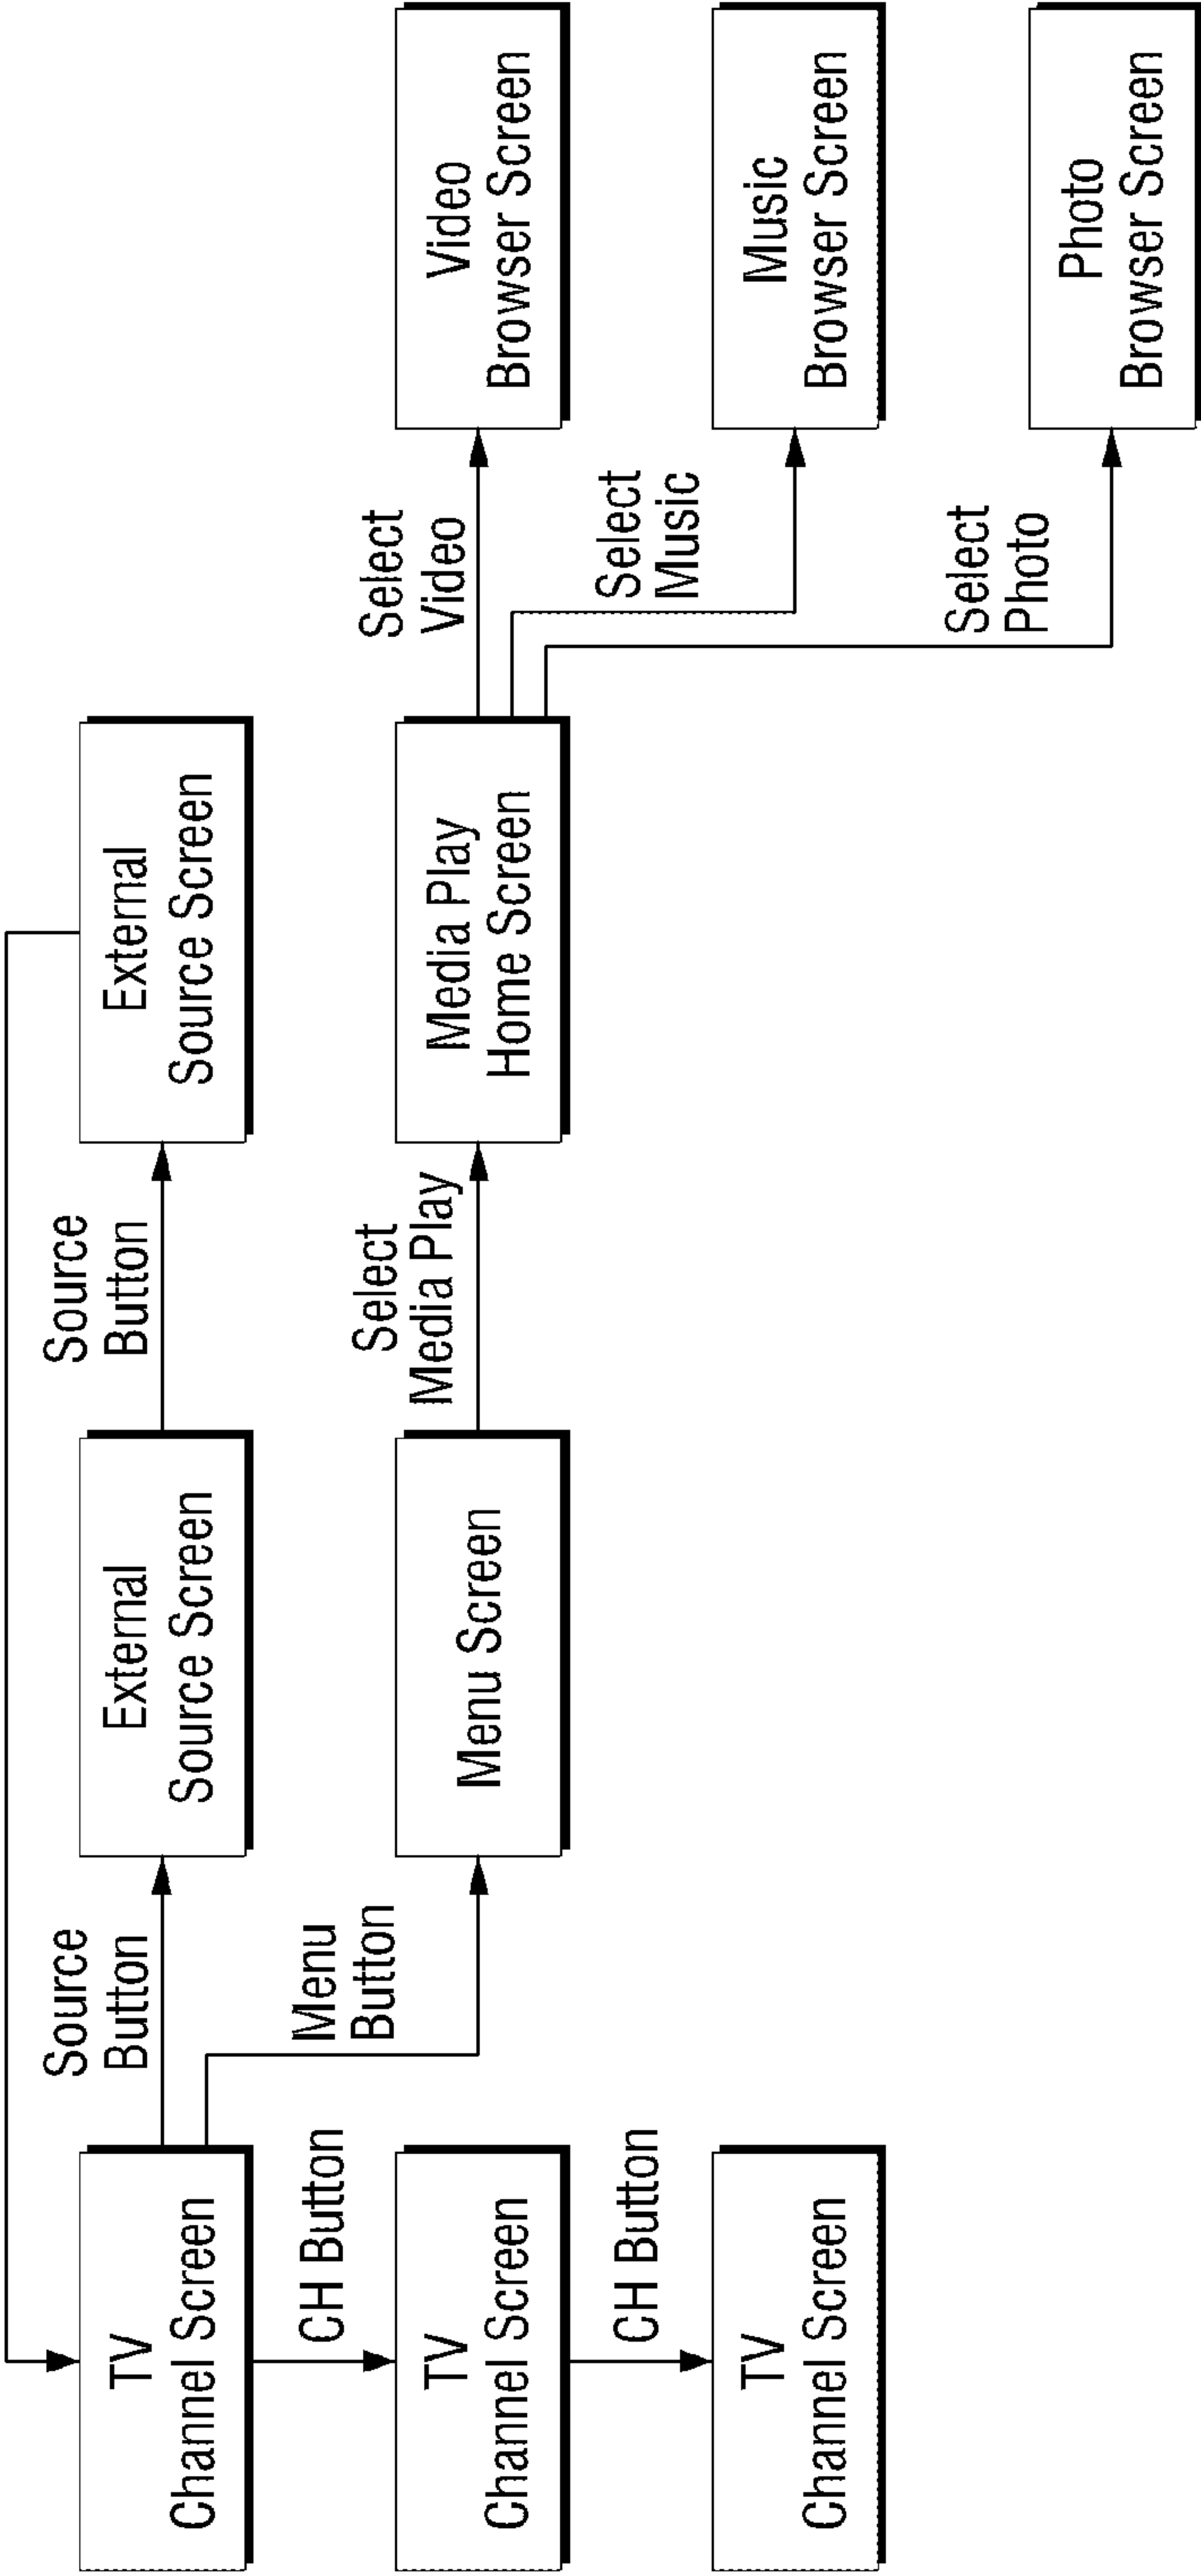 TV
Channel Screen
Source
Button
External
Source Screen
Source
Button
External
Source Screen
CH Button
Menu
Button
TV
Channel Screen
Menu Screen
Select
Media Play
Media Play
Home Screen
Select
Video
Video
Browser Screen
CH Button
TV
Channel Screen
Select
Music
Music
Browser Screen
Select
Photo
Photo
Browser Screen